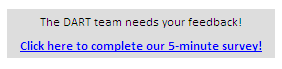 The DART team needs your feedback!
Click here to complete our 5-minute survey!